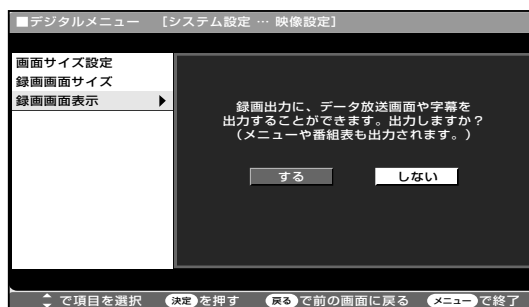 ■デジタルメニュー　[システム設定 … 映像設定]
画面サイズ設定
録画画面サイズ
録画画面表示
録画出力に、データ放送画面や字幕を
出力することができます。出力しますか？
（メニューや番組表も出力されます。）
する　しない
で項目を選択　決定を押す　戻るで前の画面に戻る　メニューで終了